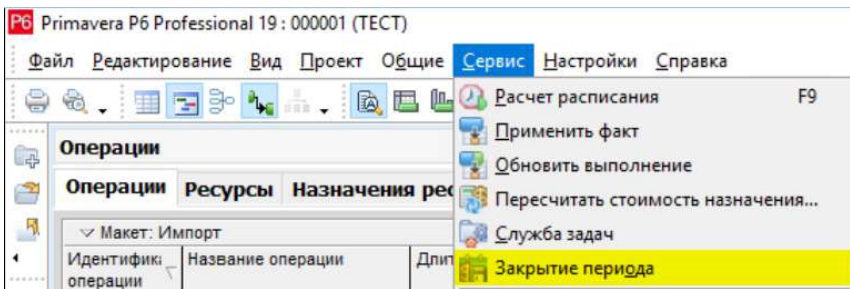 P6 Primavera P6 Professional 19 : 000001 (ТЕСТ)
Файл Редактирование Вид Проект Общие Сервис Настройки Справка
Расчет расписания F9
Применить факт
Операции
Обновить выполнение
Операции Ресурсы Назначения рес
Пересчитать стоимость назначения...
Макет: Импорт
Служба задач
Идентифика Название операции Длит
операции
Закрытие периода